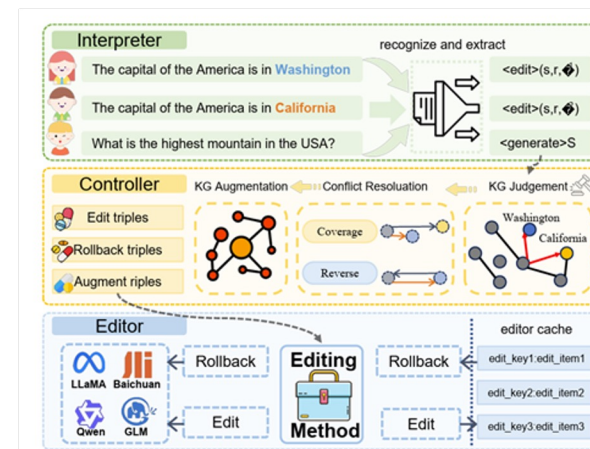 Interpreter
recognize and extract
The capital of the America is in Washington
<edit>(s,r,�)
The capital of the America is in California
<edit>(s,r,�)
What is the highest mountain in the USA?
<generate>S
Controller
KG Augmentation
Conflict Resoluation
KG Judgement
Edit triples
Rollback triples
Augment riples
Coverage
Reverse
Washington
California
Editor
editor cache
LLaMA
Baichuan
Qwen
GLM
Rollback
Edit
Editing
Method
Rollback
Edit
edit_key1:edit_item1
edit_key2:edit_item2
edit_key3:edit_item3